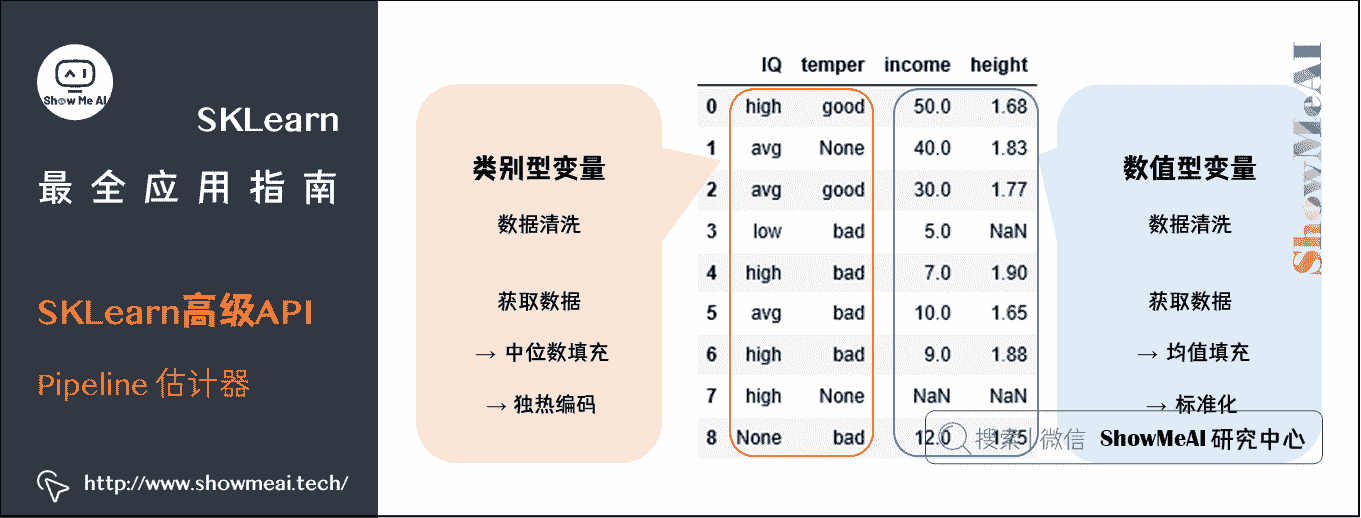 Show Me AI
SKLearn
最全应用指南
SKLearn高级API
Pipeline 估计器
http://www.showmeai.tech/
类别型变量
数据清洗
获取数据
→ 中位数填充
→ 独热编码
IQ temper income height
0 high good 50.0 1.68
1 avg None 40.0 1.83
2 avg good 30.0 1.77
3 low bad 5.0 NaN
4 high bad 7.0 1.90
5 avg bad 10.0 1.65
6 high bad 9.0 1.88
7 high None NaN NaN
8 None bad 12.0 1.75
数值型变量
数据清洗
获取数据
→ 均值填充
→ 标准化
搜索 | 微信 ShowMeAI 研究中心
ShowMeAI